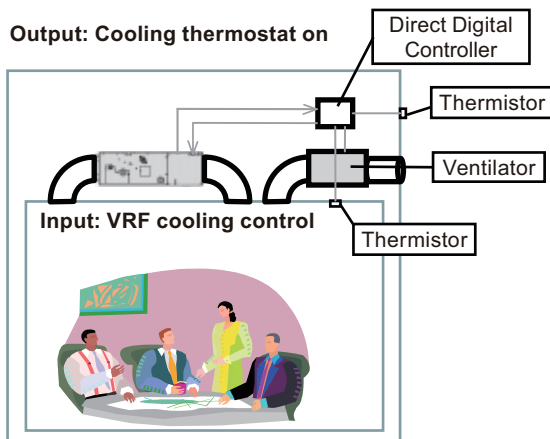 Output: Cooling thermostat on
Direct Digital
Controller
Thermistor
Ventilator
Input: VRF cooling control
Thermistor